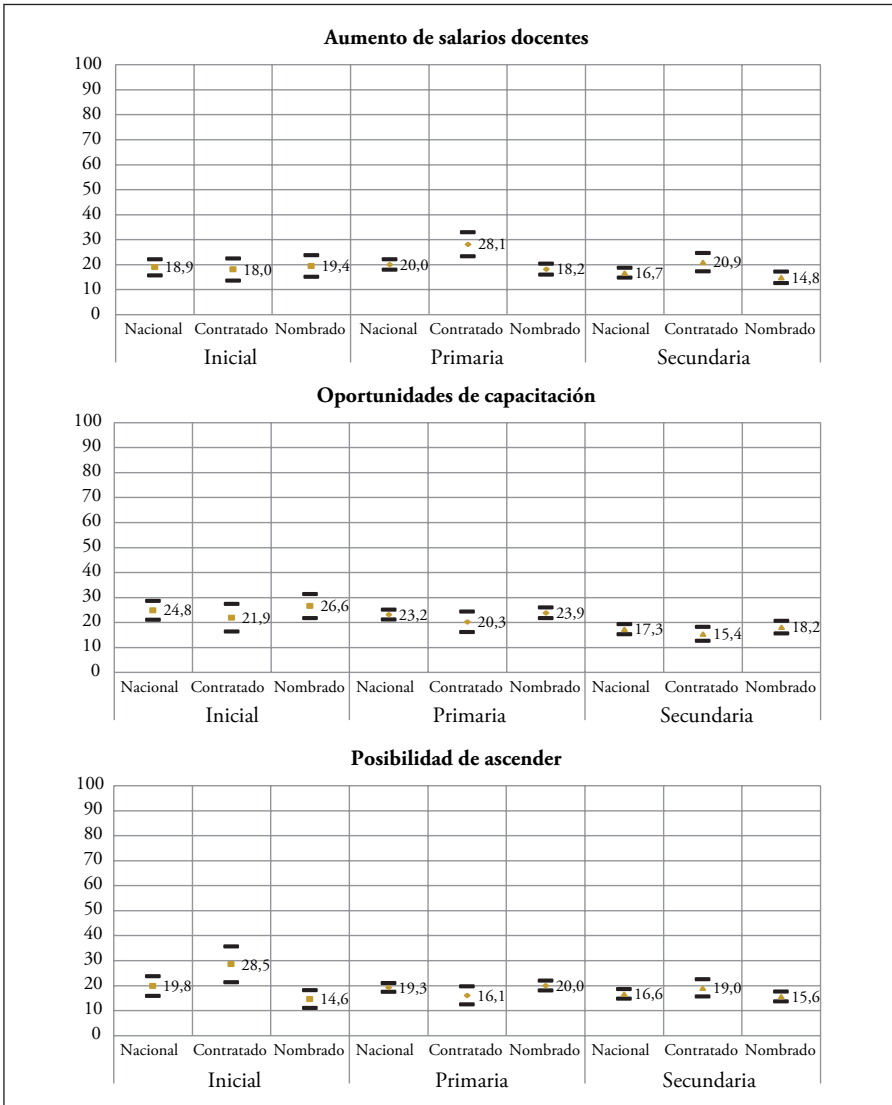 Aumento de salarios docentes
100
90
80
70
60
50
40
30
20
10
0
18,9 18,0 19,4 20,0 28,1 18,2 16,7 20,9 14,8
Nacional Contratado Nombrado Nacional Contratado Nombrado Nacional Contratado Nombrado
Inicial Primaria Secundaria
Oportunidades de capacitación
100
90
80
70
60
50
40
30
20
10
0
24,8 21,9 26,6 23,2 20,3 23,9 17,3 15,4 18,2
Nacional Contratado Nombrado Nacional Contratado Nombrado Nacional Contratado Nombrado
Inicial Primaria Secundaria
Posibilidad de ascender
100
90
80
70
60
50
40
30
20
10
0
19,8 28,5 14,6 19,3 16,1 20,0 16,6 19,0 15,6
Nacional Contratado Nombrado Nacional Contratado Nombrado Nacional Contratado Nombrado
Inicial Primaria Secundaria